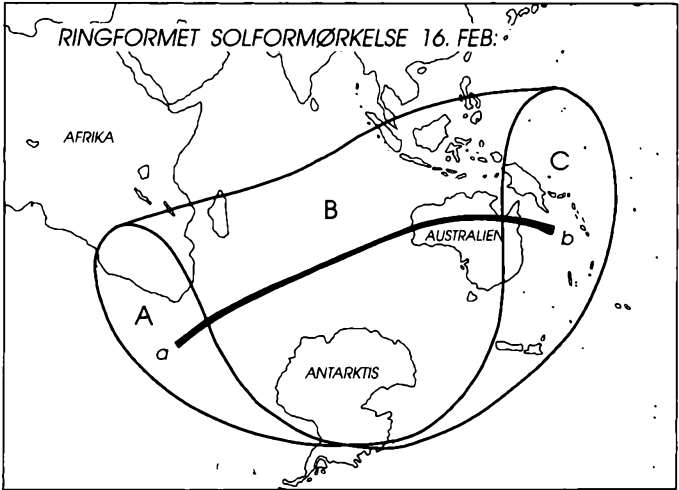 RINGFORMET SOLFORMØRKELSE 16. FEB:
AFRIKA
C
B
AUSTRALIEN
b
A
a
ANTARKTIS